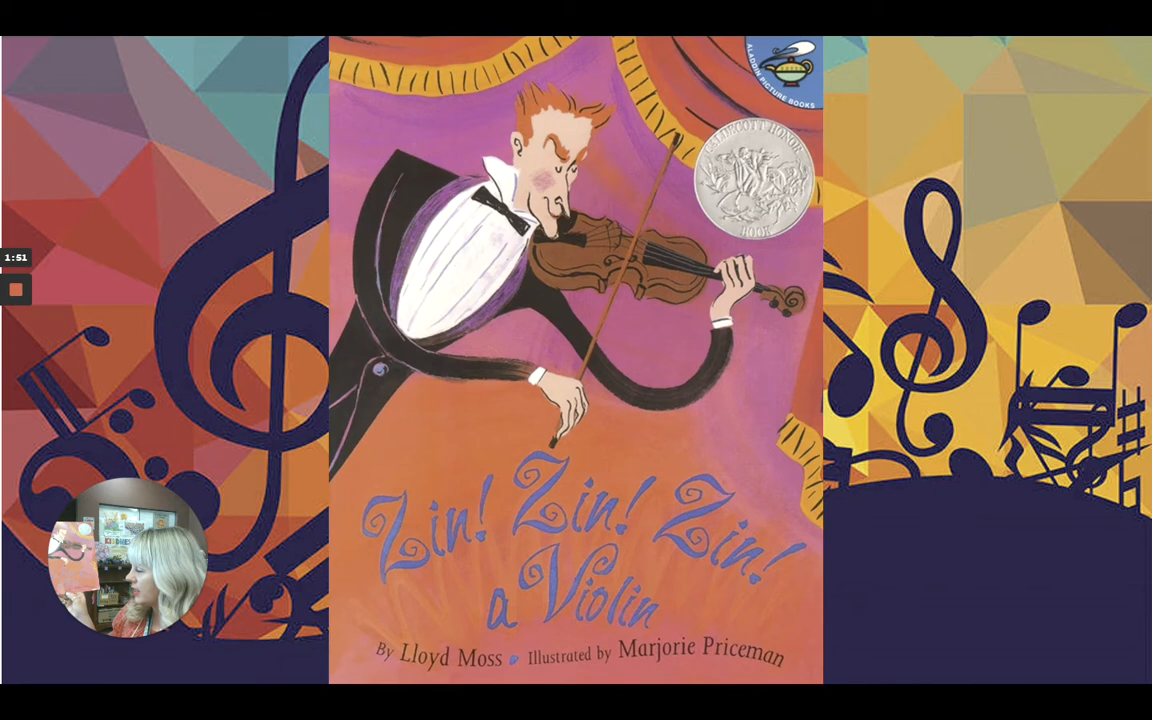 ALADDIN PICTURE BOOKS
CALDECOTT HONOR
BOOK
1:51
Zin! Zin! Zin!
a Violin
By Lloyd Moss • Illustrated by Marjorie Priceman